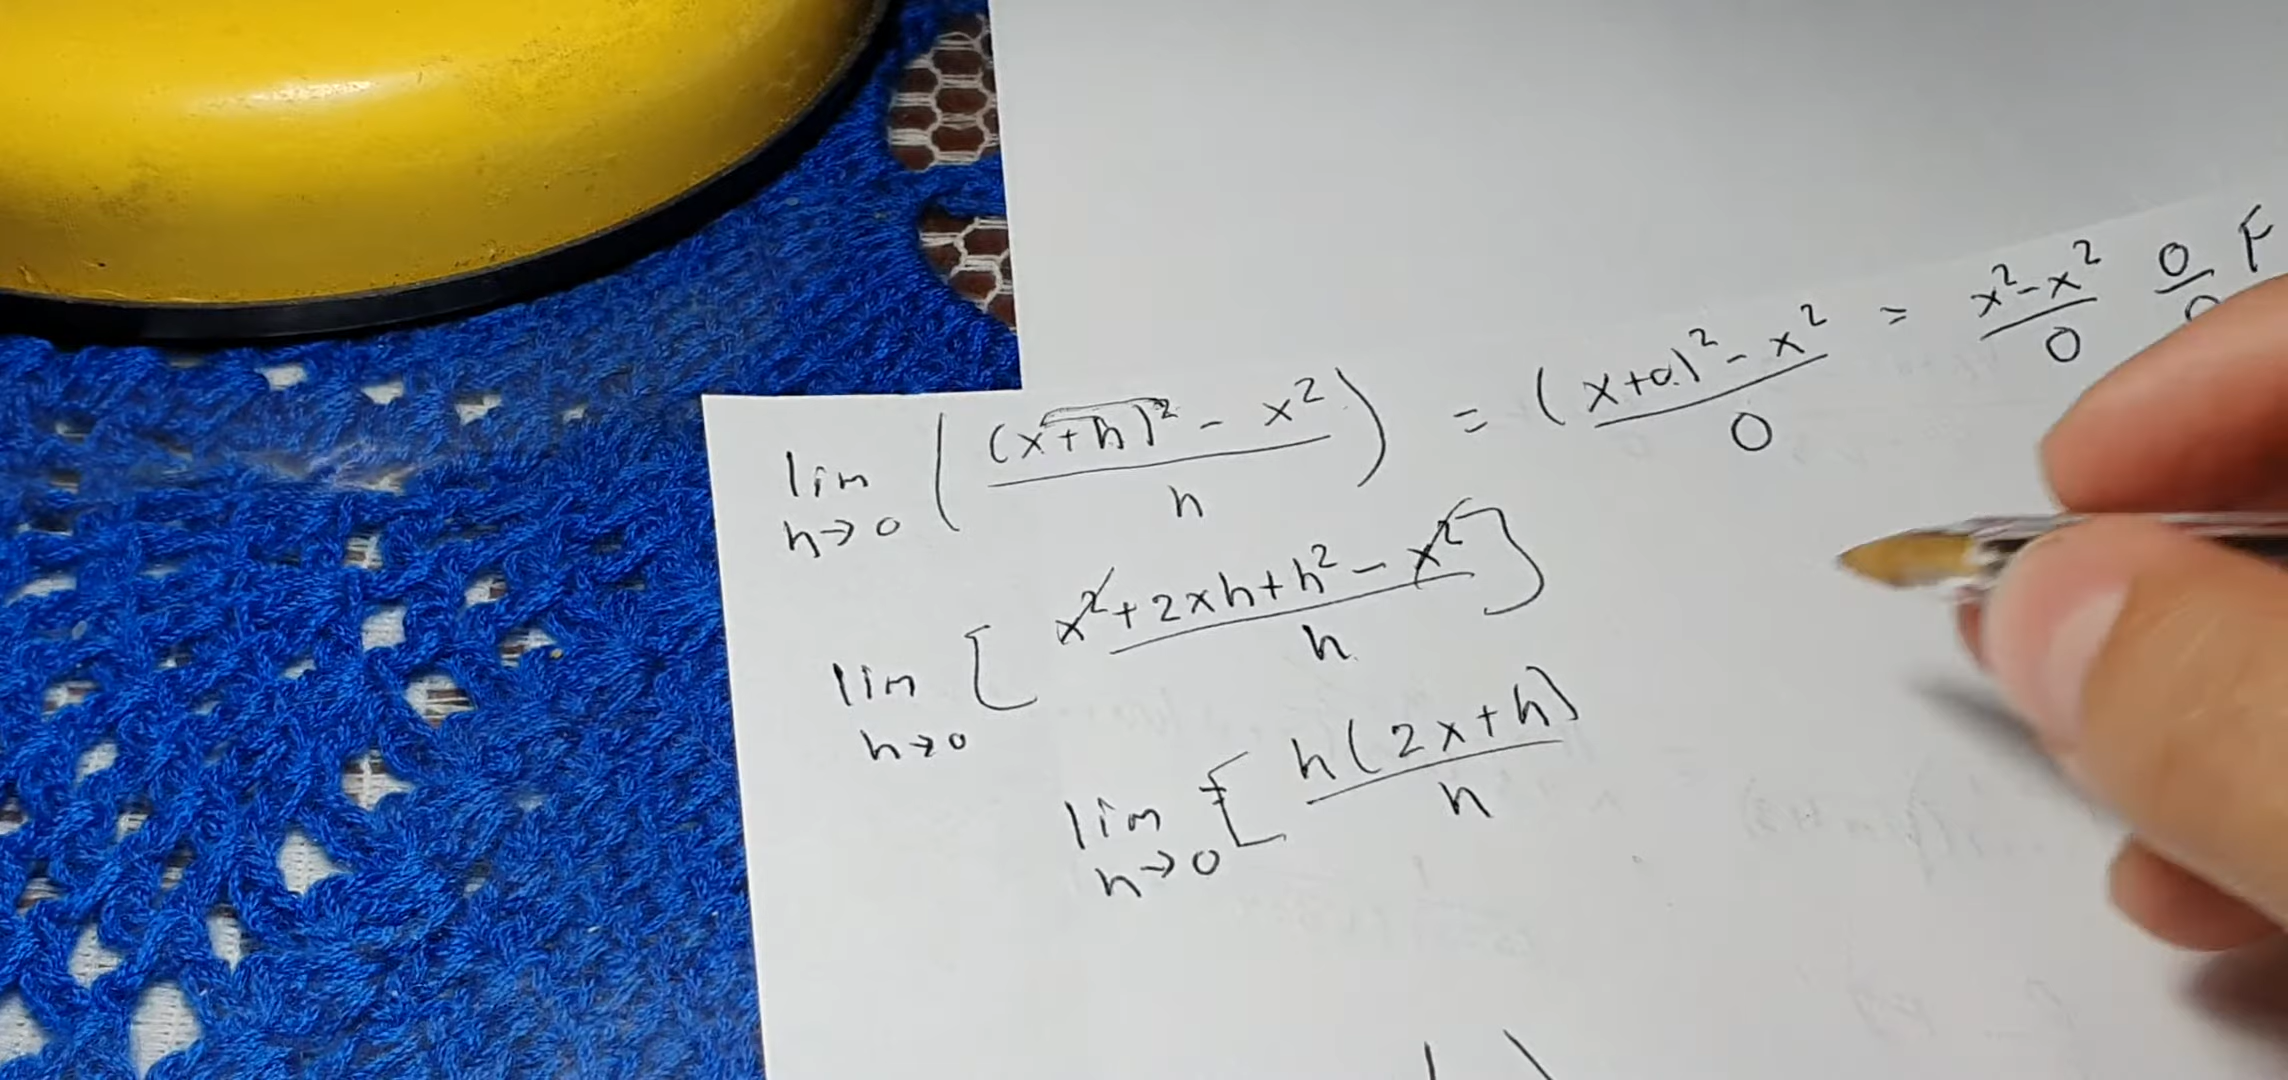 lim h→0 ( ((x+h)² - x²) / h ) = ((x+0)² - x²) / 0 = (x² - x²) / 0 0/0 F
lim h→0 [ (x² + 2xh + h² - x²) / h ]
lim h→0 [ h(2x+h) / h